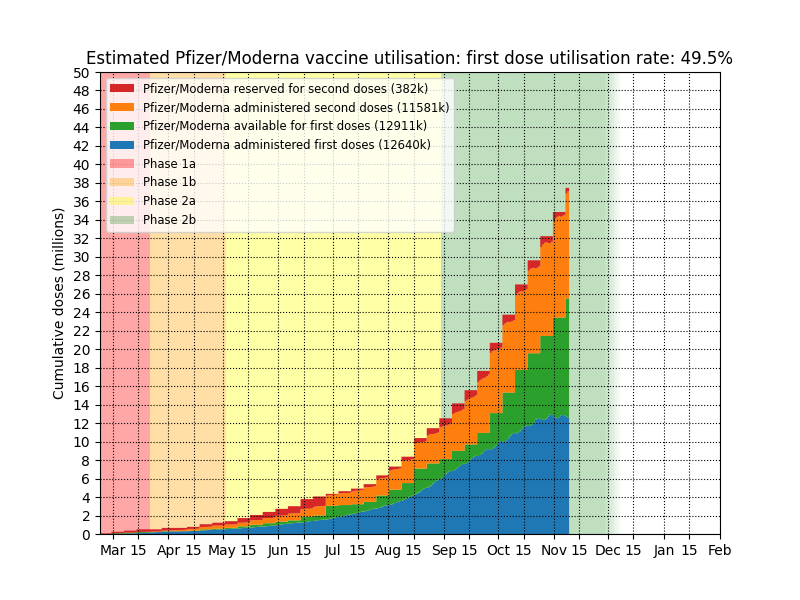 Estimated Pfizer/Moderna vaccine utilisation: first dose utilisation rate: 49.5%
Cumulative doses (millions)
50
48
46
44
42
40
38
36
34
32
30
28
26
24
22
20
18
16
14
12
10
8
6
4
2
0
Pfizer/Moderna reserved for second doses (382k)
Pfizer/Moderna administered second doses (11581k)
Pfizer/Moderna available for first doses (12911k)
Pfizer/Moderna administered first doses (12640k)
Phase 1a
Phase 1b
Phase 2a
Phase 2b
Mar 15 Apr 15 May 15 Jun 15 Jul 15 Aug 15 Sep 15 Oct 15 Nov 15 Dec 15 Jan 15 Feb